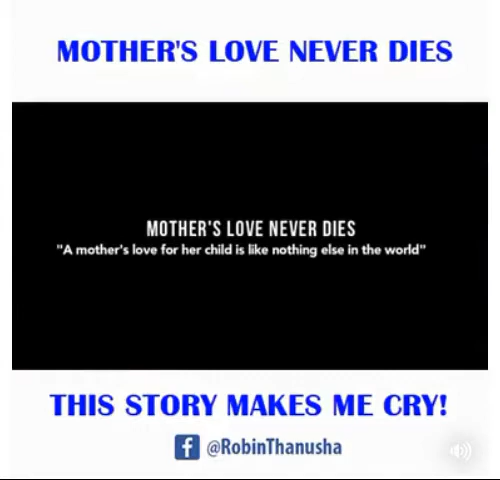 MOTHER'S LOVE NEVER DIES
MOTHER'S LOVE NEVER DIES
"A mother's love for her child is like nothing else in the world"
THIS STORY MAKES ME CRY!
f @RobinThanusha